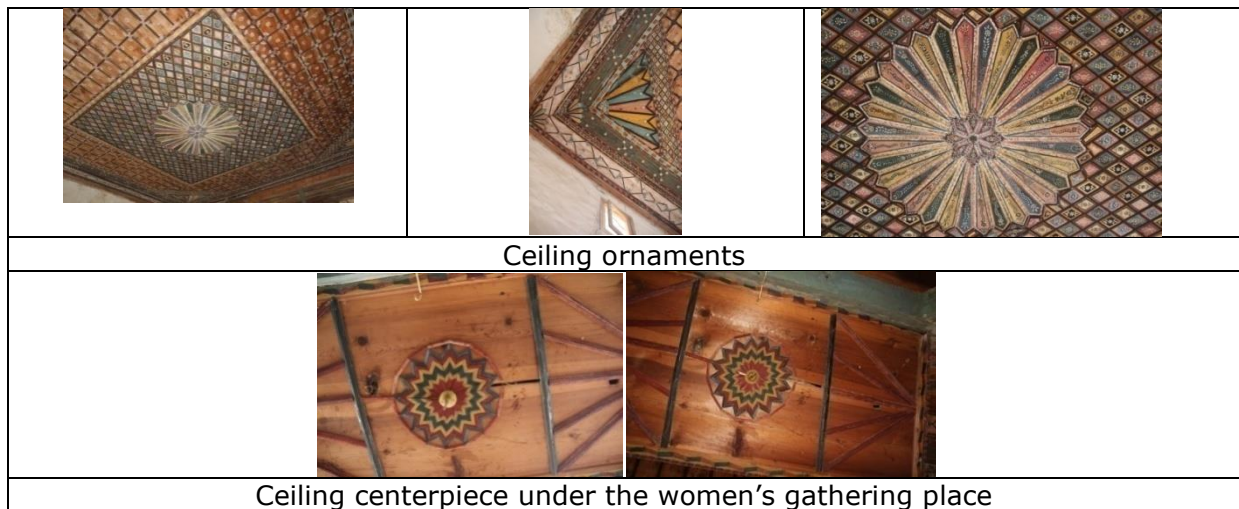 Ceiling ornaments
Ceiling centerpiece under the women's gathering place